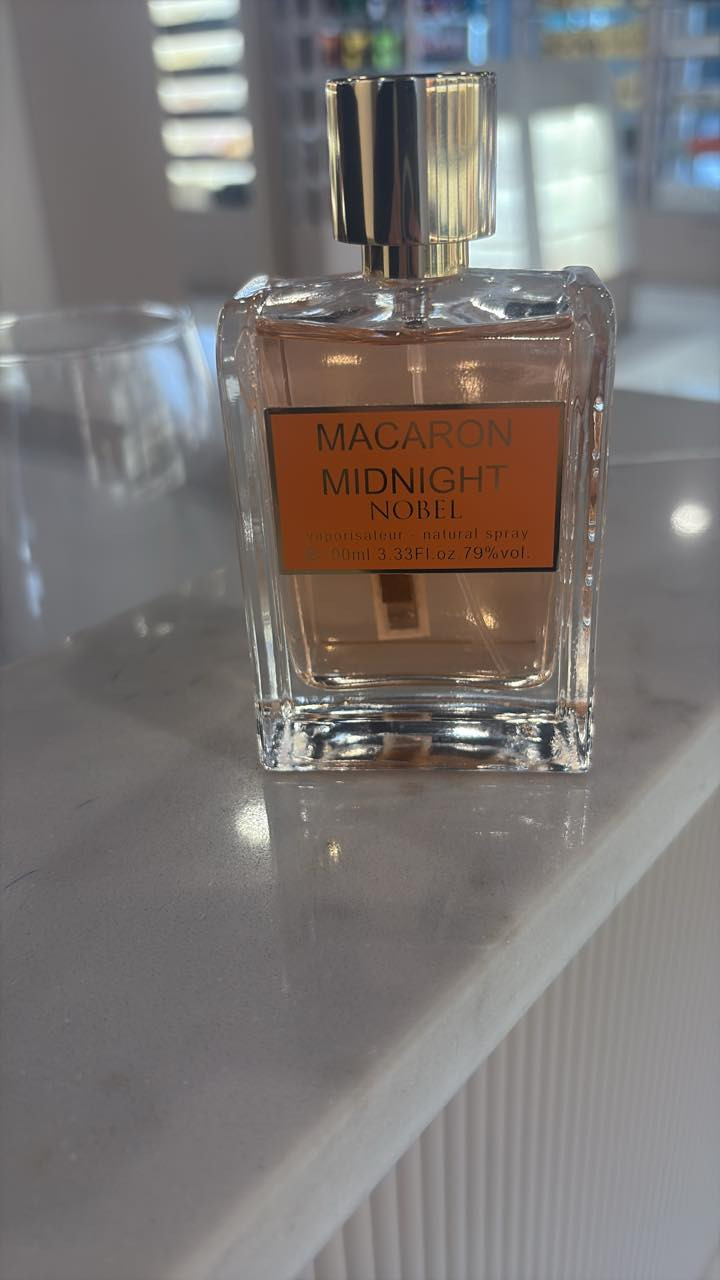 MACARON
MIDNIGHT
NOBEL
vaporisateur - natural spray
3.33Fl.oz.79%vol.